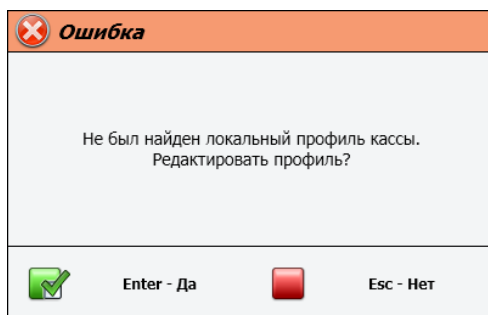 Ошибка
Не был найден локальный профиль кассы.
Редактировать профиль?
Enter - Да
Esc - Нет